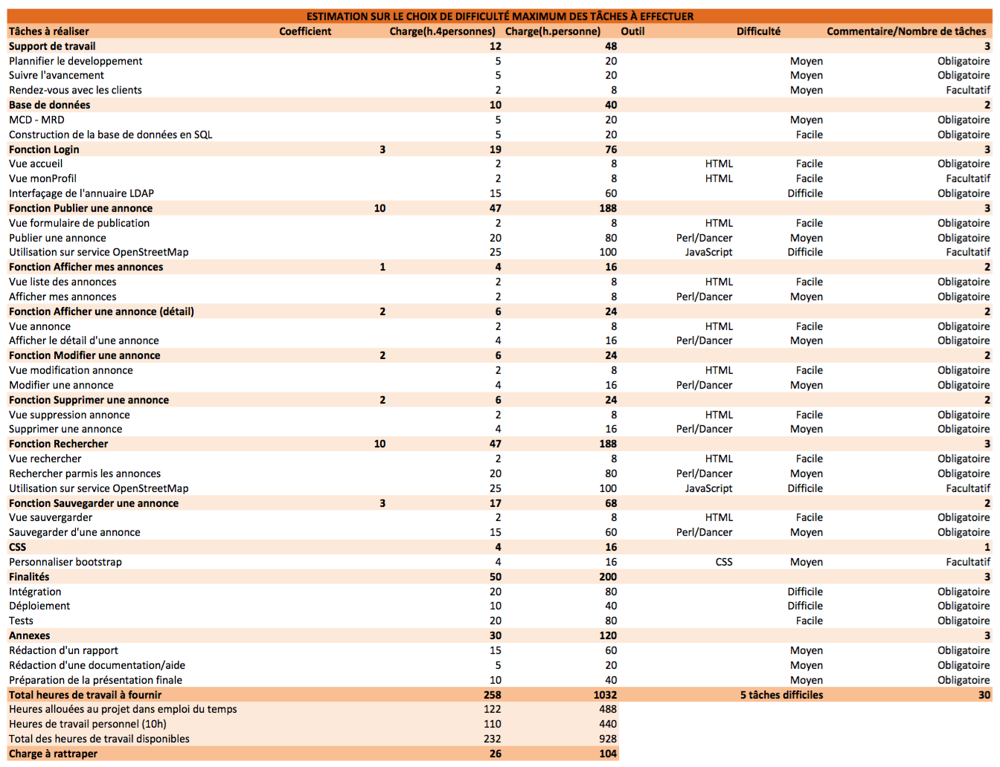 ESTIMATION SUR LE CHOIX DE DIFFICULTÉ MAXIMUM DES TÂCHES À EFFECTUER
Tâches à réaliser Coefficient Charge(h.4personnes) Charge(h.personne) Outil Difficulté Commentaire/Nombre de tâches
Support de travail 12 48 3
Plannifier le developpement 5 20 Moyen Obligatoire
Suivre l'avancement 5 20 Moyen Obligatoire
Rendez-vous avec les clients 2 8 Moyen Facultatif
Base de données 10 40 2
MCD - MRD 5 20 Moyen Obligatoire
Construction de la base de données en SQL 5 20 Facile Obligatoire
Fonction Login 3 19 76 3
Vue accueil 2 8 HTML Facile Obligatoire
Vue monProfil 2 8 HTML Facile Facultatif
Interfaçage de l'annuaire LDAP 15 60 Difficile Obligatoire
Fonction Publier une annonce 10 47 188 3
Vue formulaire de publication 2 8 HTML Facile Obligatoire
Publier une annonce 20 80 Perl/Dancer Moyen Obligatoire
Utilisation sur service OpenStreetMap 25 100 JavaScript Difficile Facultatif
Fonction Afficher mes annonces 1 4 16 2
Vue liste des annonces 2 8 HTML Facile Obligatoire
Afficher mes annonces 2 8 Perl/Dancer Moyen Obligatoire
Fonction Afficher une annonce (détail) 2 6 24 2
Vue annonce 2 8 HTML Facile Obligatoire
Afficher le détail d'une annonce 4 16 Perl/Dancer Moyen Obligatoire
Fonction Modifier une annonce 2 6 24 2
Vue modification annonce 2 8 HTML Facile Obligatoire
Modifier une annonce 4 16 Perl/Dancer Moyen Obligatoire
Fonction Supprimer une annonce 2 6 24 2
Vue suppression annonce 2 8 HTML Facile Obligatoire
Supprimer une annonce 4 16 Perl/Dancer Moyen Obligatoire
Fonction Rechercher 10 47 188 3
Vue rechercher 2 8 HTML Facile Obligatoire
Rechercher parmis les annonces 20 80 Perl/Dancer Moyen Obligatoire
Utilisation sur service OpenStreetMap 25 100 JavaScript Difficile Facultatif
Fonction Sauvegarder une annonce 3 17 68 2
Vue sauvergarder 2 8 HTML Facile Obligatoire
Sauvegarder d'une annonce 15 60 Perl/Dancer Moyen Obligatoire
CSS 4 16 1
Personnaliser bootstrap 4 16 CSS Moyen Facultatif
Finalités 50 200 3
Intégration 20 80 Difficile Obligatoire
Déploiement 10 40 Difficile Obligatoire
Tests 20 80 Facile Obligatoire
Annexes 30 120 3
Rédaction d'un rapport 15 60 Moyen Obligatoire
Rédaction d'une documentation/aide 5 20 Moyen Obligatoire
Préparation de la présentation finale 10 40 Moyen Obligatoire
Total heures de travail à fournir 258 1032 5 tâches difficiles 30
Heures allouées au projet dans emploi du temps 122 488
Heures de travail personnel (10h) 110 440
Total des heures de travail disponibles 232 928
Charge à rattraper 26 104